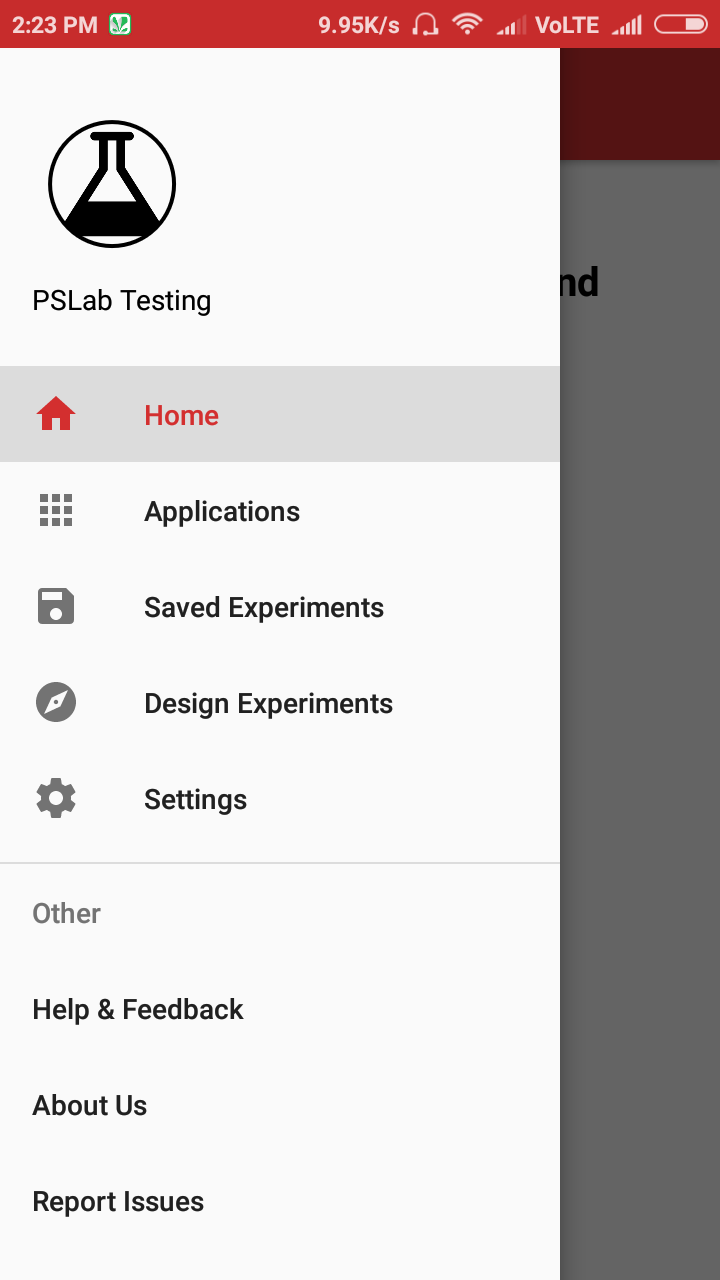 2:23 PM 9.95K/s VoLTE
nd
PSLab Testing
Home
Applications
Saved Experiments
Design Experiments
Settings
Other
Help & Feedback
About Us
Report Issues